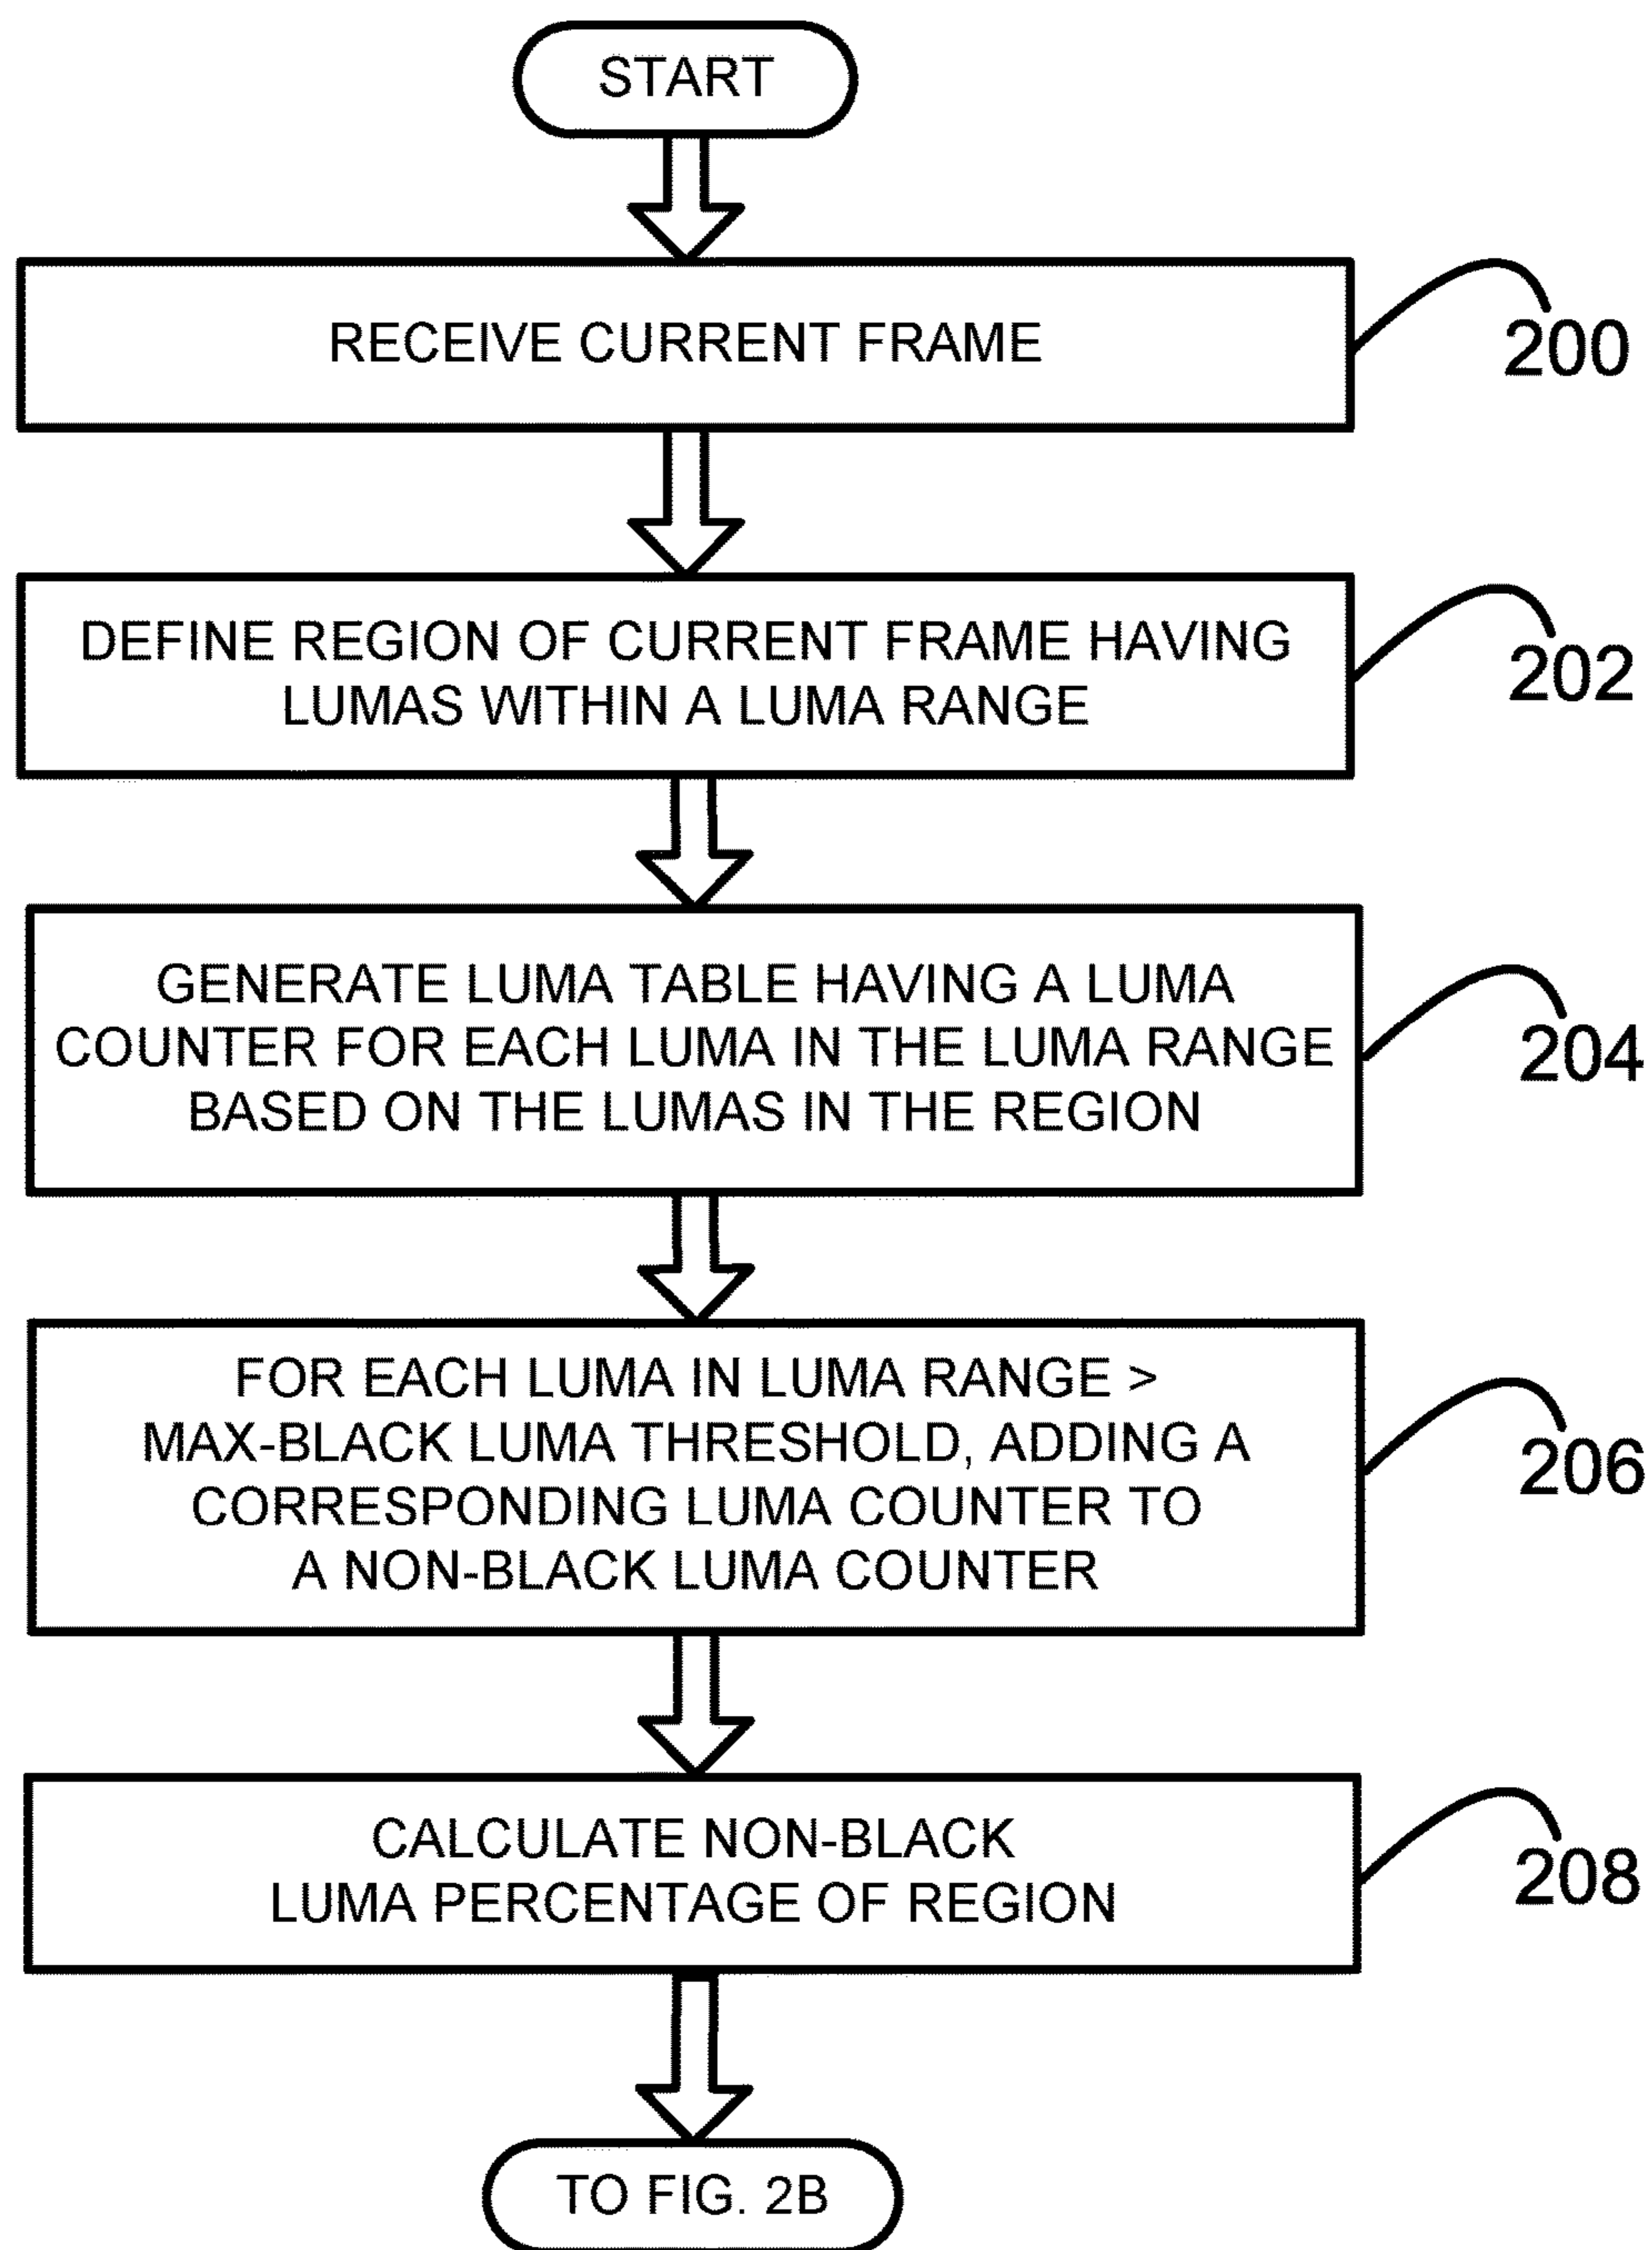 START
RECEIVE CURRENT FRAME
200
DEFINE REGION OF CURRENT FRAME HAVING
LUMAS WITHIN A LUMA RANGE
202
GENERATE LUMA TABLE HAVING A LUMA
COUNTER FOR EACH LUMA IN THE LUMA RANGE
BASED ON THE LUMAS IN THE REGION
204
FOR EACH LUMA IN LUMA RANGE >
MAX-BLACK LUMA THRESHOLD, ADDING A
CORRESPONDING LUMA COUNTER TO
A NON-BLACK LUMA COUNTER
206
CALCULATE NON-BLACK
LUMA PERCENTAGE OF REGION
208
TO FIG. 2B